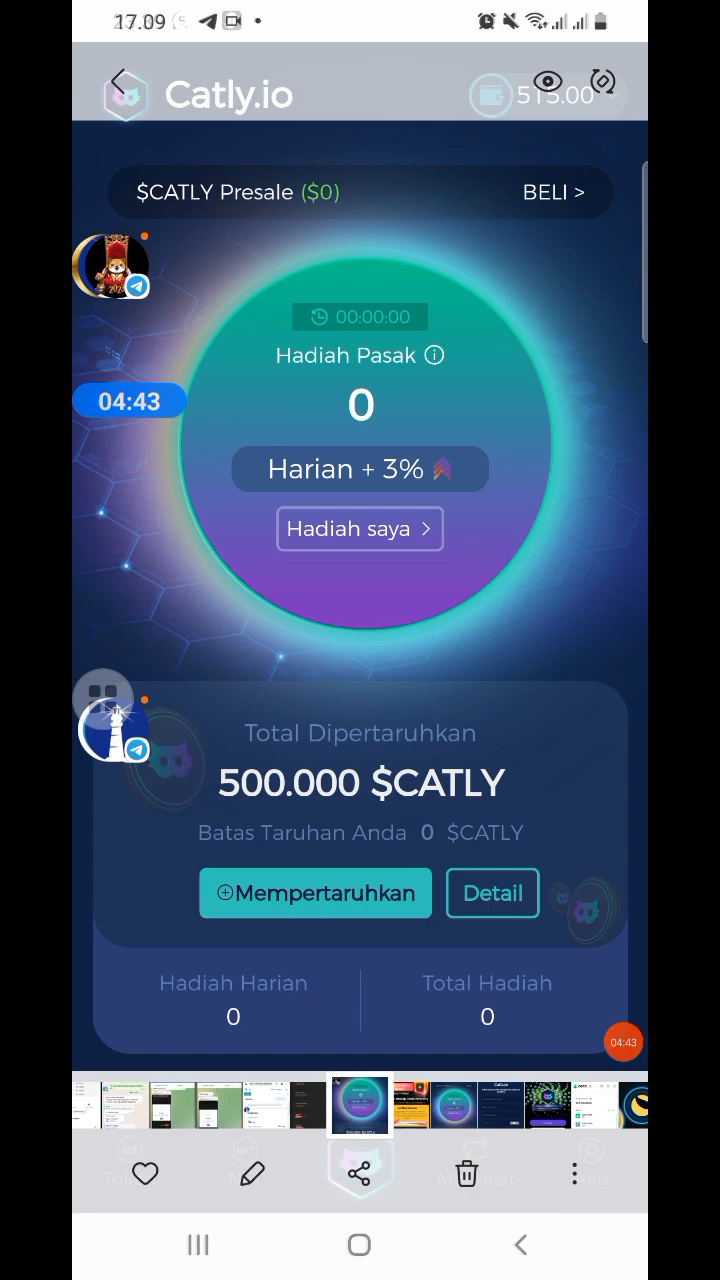 17.09
Catly.io
515.00
$CATLY Presale ($0)
BELI >
00:00:00
Hadiah Pasak
0
04:43
Harian + 3%
Hadiah saya >
Total Dipertaruhkan
500.000 $CATLY
Batas Taruhan Anda 0 $CATLY
Mempertaruhkan
Detail
Hadiah Harian
Total Hadiah
0
0
04:43